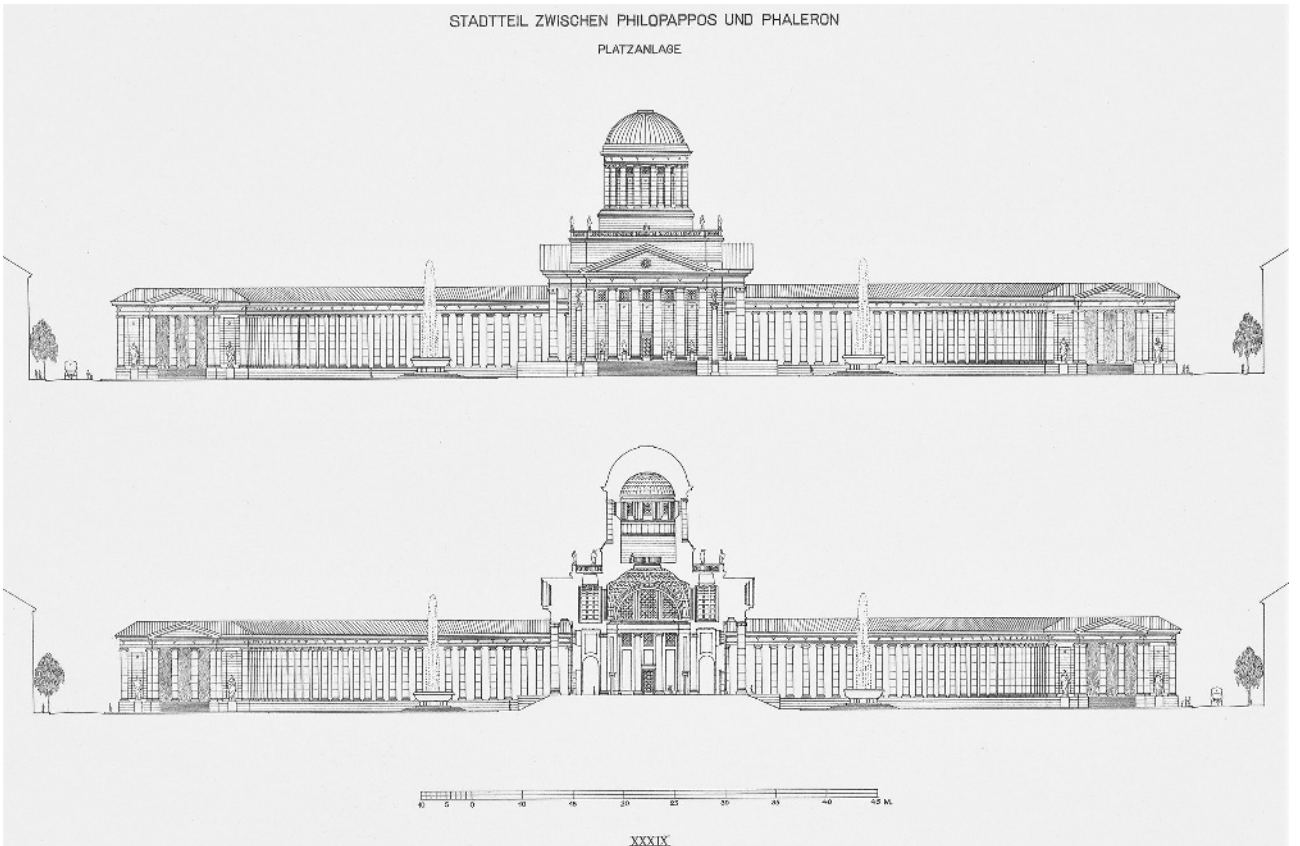 STADTTEIL ZWISCHEN PHILOPAPPOS UND PHALERON
PLATZANLAGE
10 5 0 10 15 20 25 30 35 40 45 M.
XXXIX